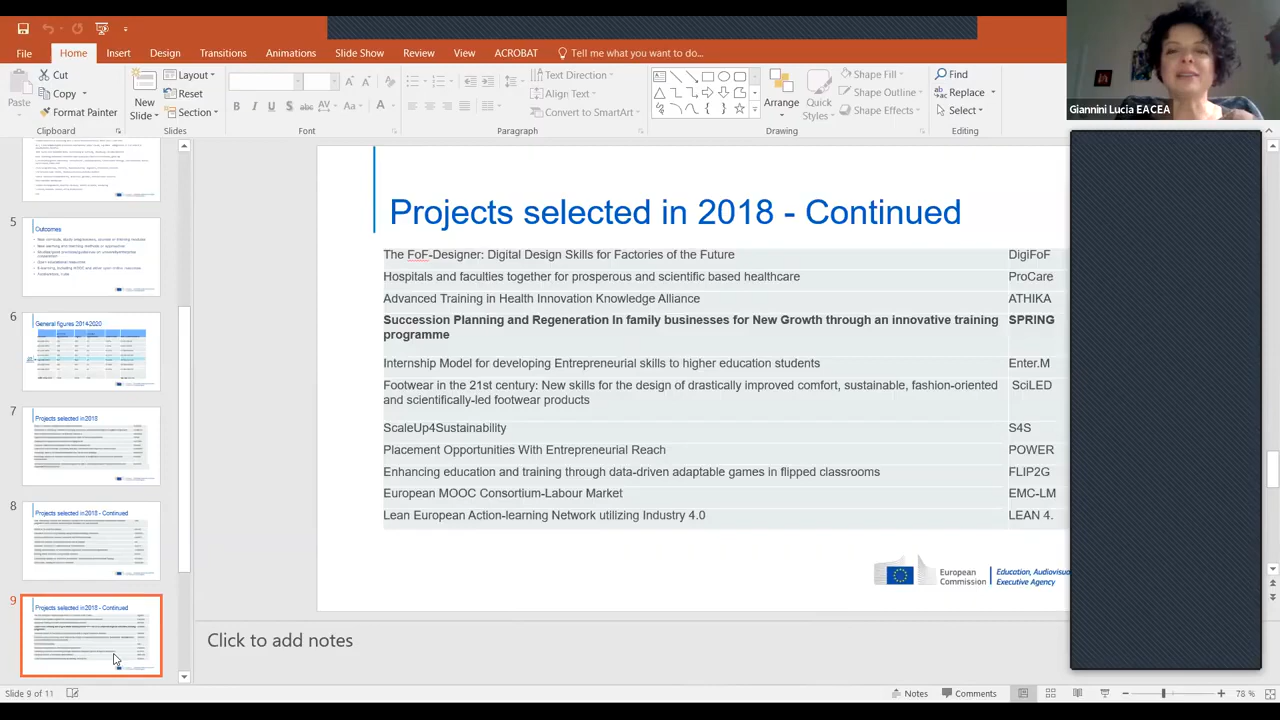 File
Home
Insert
Design
Transitions
Animations
Slide Show
Review
View
ACROBAT
Tell me what you want to do...
Paste
Cut
Copy
Format Painter
Clipboard
New
Slide
Layout
Reset
Section
Slides
B I U S abc AV Aa A
Font
Text Direction
Align Text
Convert to SmartArt
Paragraph
Arrange
Quick
Styles
Shape Fill
Shape Outline
Shape Effects
Drawing
Find
Replace
Select
Editing
Giannini Lucia EACEA
5
Outcomes
6
General figures 2014-2020
7
Projects selected in 2018
8
Projects selected in 2018 - Continued
9
Projects selected in 2018 - Continued
Projects selected in 2018 - Continued
The FoF-Designer: Digital Design Skills for Factories of the Future DigiFoF
Hospitals and faculties together for prosperous and scientific based healthcare ProCare
Advanced Training in Health Innovation Knowledge Alliance ATHIKA
Succession Planning and Regeneration In family businesses for New Growth through an innovative training SPRING
programme
Internship Model for Developing Entrepreneurial skills to higher education students Enter.M
Footwear in the 21st century: New skills for the design of drastically improved comfort, sustainable, fashion-oriented SciLED
and scientifically-led footwear products
ScaleUp4Sustainability S4S
Placement Opportunities With Entrepreneurial Reach POWER
Enhancing education and training through data-driven adaptable games in flipped classrooms FLIP2G
European MOOC Consortium-Labour Market EMC-LM
Lean European Action-learning Network utilizing Industry 4.0 LEAN 4.
European
Commission
Education, Audiovisu
Executive Agency
Click to add notes
Slide 9 of 11
Notes
Comments
78 %